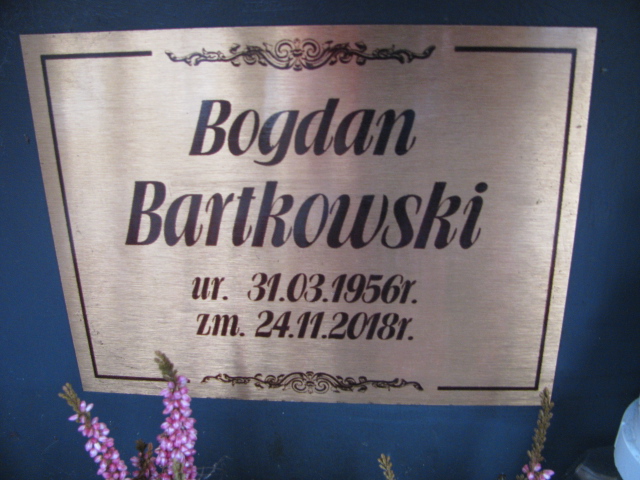 Bogdan
Bartkowski
ur. 31.03.1956r.
zm. 24.11.2018r.